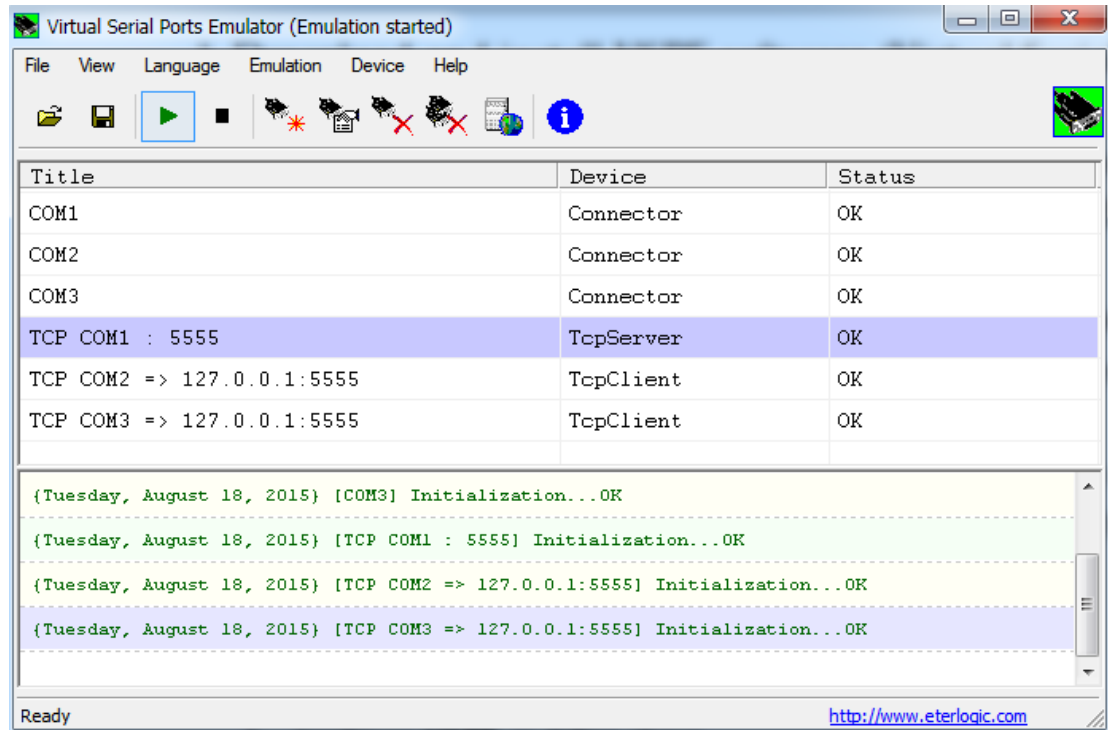 Virtual Serial Ports Emulator (Emulation started)
File View Language Emulation Device Help
Title Device Status
COM1 Connector OK
COM2 Connector OK
COM3 Connector OK
TCP COM1 : 5555 TcpServer OK
TCP COM2 => 127.0.0.1:5555 TcpClient OK
TCP COM3 => 127.0.0.1:5555 TcpClient OK
{Tuesday, August 18, 2015} [COM3] Initialization...OK
{Tuesday, August 18, 2015} [TCP COM1 : 5555] Initialization...OK
{Tuesday, August 18, 2015} [TCP COM2 => 127.0.0.1:5555] Initialization...OK
{Tuesday, August 18, 2015} [TCP COM3 => 127.0.0.1:5555] Initialization...OK
Ready http://www.eterlogic.com